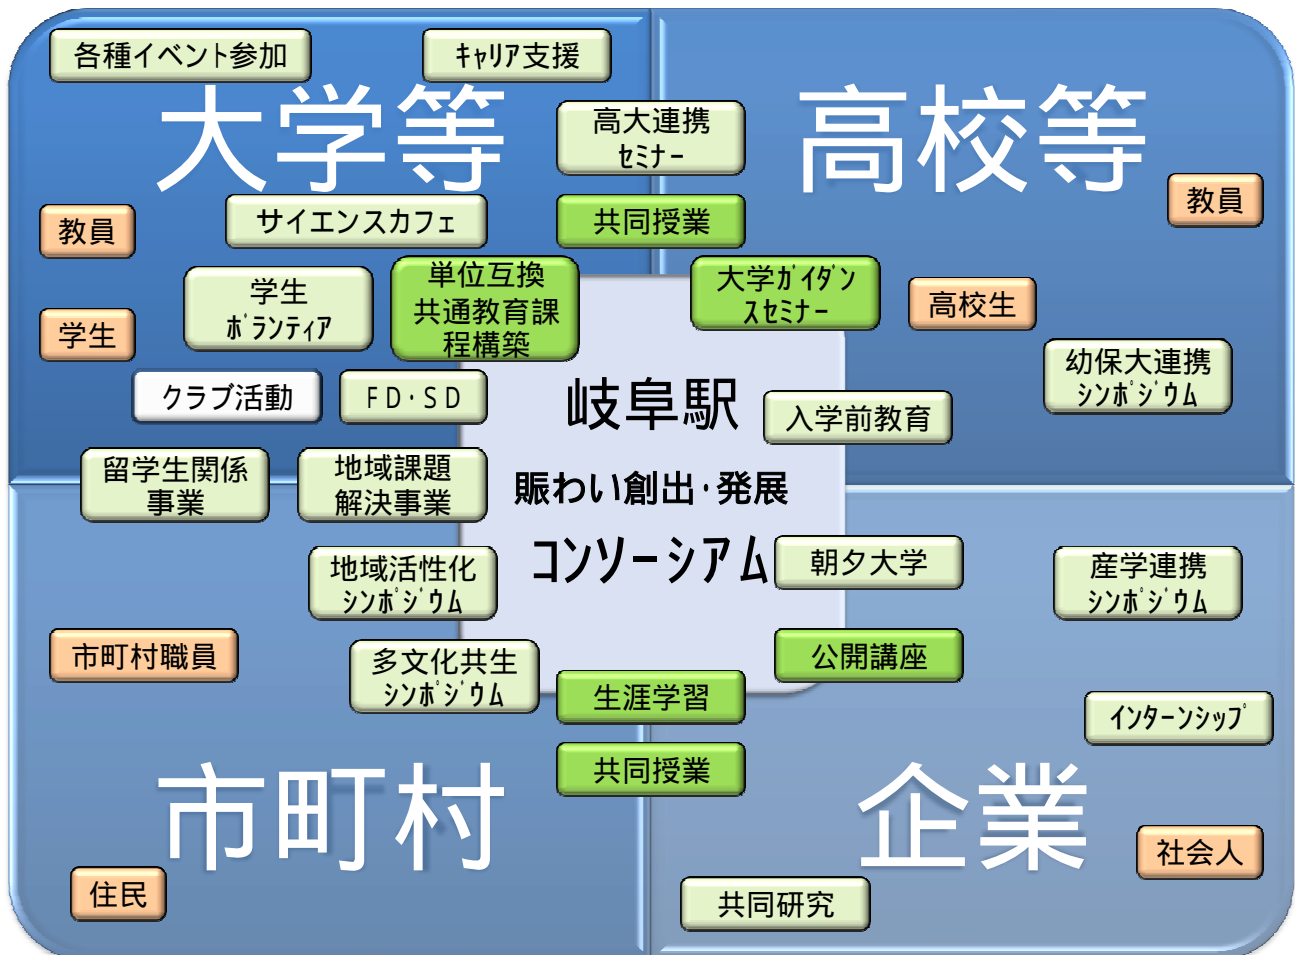 各種イベント参加
ｷｬﾘｱ支援
大学等
高校等
高大連携
ｾﾐﾅｰ
教員
教員
サイエンスカフェ
共同授業
学生
ﾎﾞﾗﾝﾃｨｱ
単位互換
共通教育課
程構築
大学ｶﾞｲﾀﾞﾝ
ｽｾﾐﾅｰ
高校生
学生
幼保大連携
ｼﾝﾎﾟｼﾞｳﾑ
クラブ活動
ＦＤ・ＳＤ
岐阜駅
入学前教育
留学生関係
事業
地域課題
解決事業
賑わい創出・発展
コンソーシアム
朝夕大学
地域活性化
ｼﾝﾎﾟｼﾞｳﾑ
産学連携
ｼﾝﾎﾟｼﾞｳﾑ
市町村職員
多文化共生
ｼﾝﾎﾟｼﾞｳﾑ
公開講座
生涯学習
ｲﾝﾀｰﾝｼｯﾌﾟ
共同授業
市町村
企業
社会人
住民
共同研究